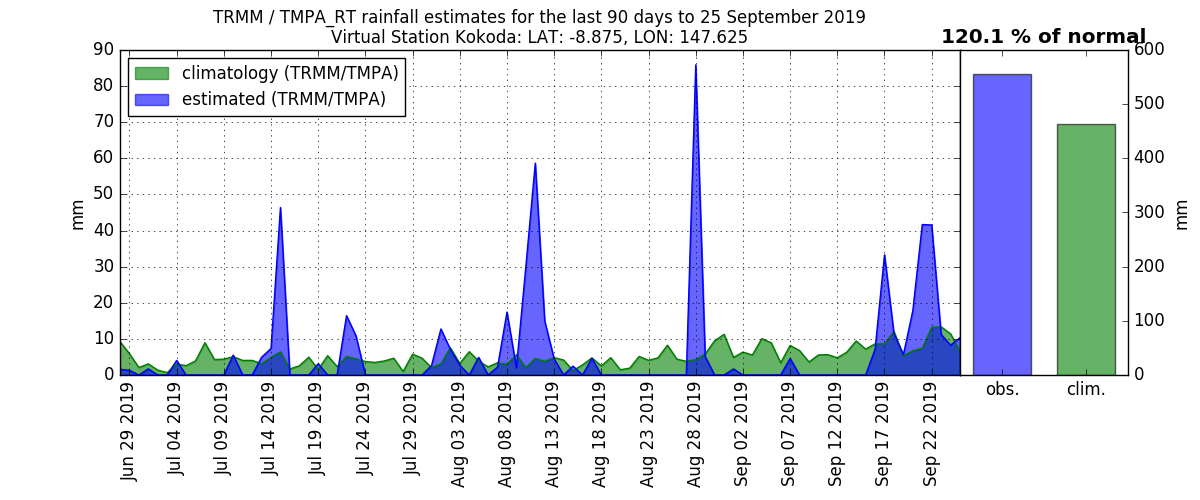 TRMM / TMPA_RT rainfall estimates for the last 90 days to 25 September 2019
Virtual Station Kokoda: LAT: -8.875, LON: 147.625
120.1 % of normal
climatology (TRMM/TMPA)
estimated (TRMM/TMPA)
mm
90
80
70
60
50
40
30
20
10
0
Jun 29 2019
Jul 04 2019
Jul 09 2019
Jul 14 2019
Jul 19 2019
Jul 24 2019
Jul 29 2019
Aug 03 2019
Aug 08 2019
Aug 13 2019
Aug 18 2019
Aug 23 2019
Aug 28 2019
Sep 02 2019
Sep 07 2019
Sep 12 2019
Sep 17 2019
Sep 22 2019
obs.
clim.
600
500
400
300
200
100
0
mm